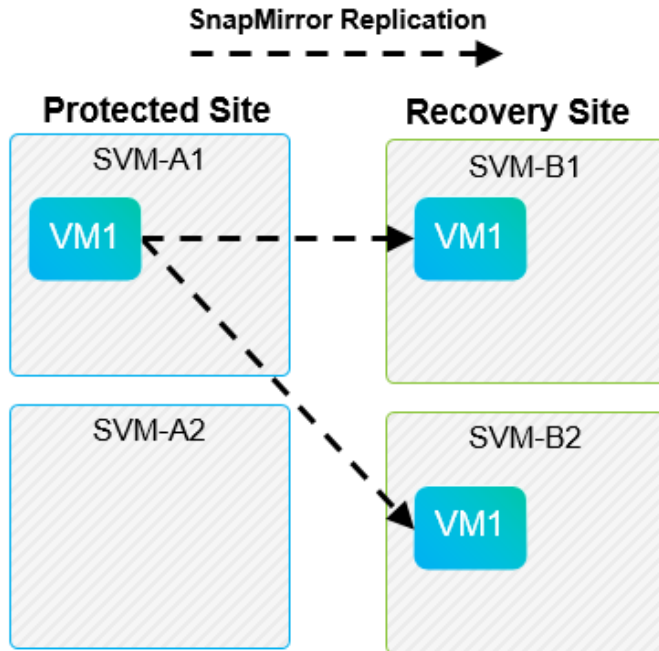 SnapMirror Replication
Protected Site
Recovery Site
SVM-A1
VM1
SVM-B1
VM1
SVM-A2
SVM-B2
VM1